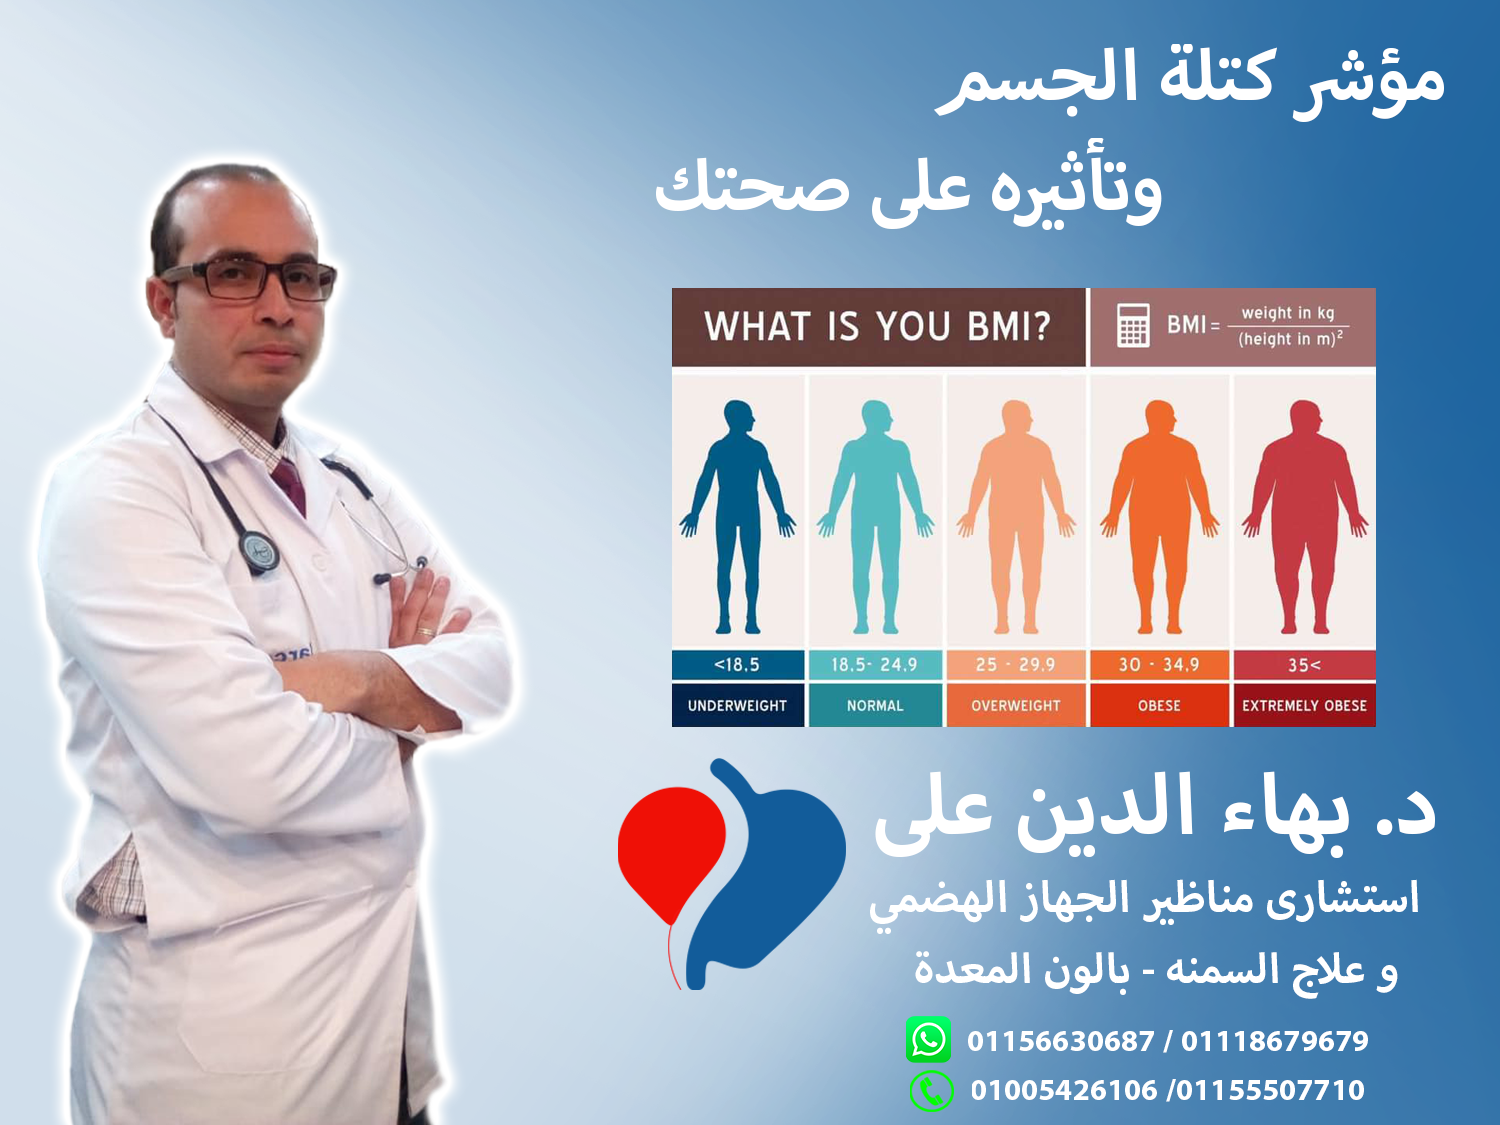 مؤشر كتلة الجسم
وتأثيره على صحتك
WHAT IS YOU BMI?
BMI = weight in kg
(height in m)²
<18,5
18,5- 24,9
25 - 29,9
30 - 34,9
35<
UNDERWEIGHT
NORMAL
OVERWEIGHT
OBESE
EXTREMELY OBESE
د. بهاء الدين على
استشارى مناظير الجهاز الهضمي
و علاج السمنه - بالون المعدة
01156630687 / 01118679679
01005426106 /01155507710